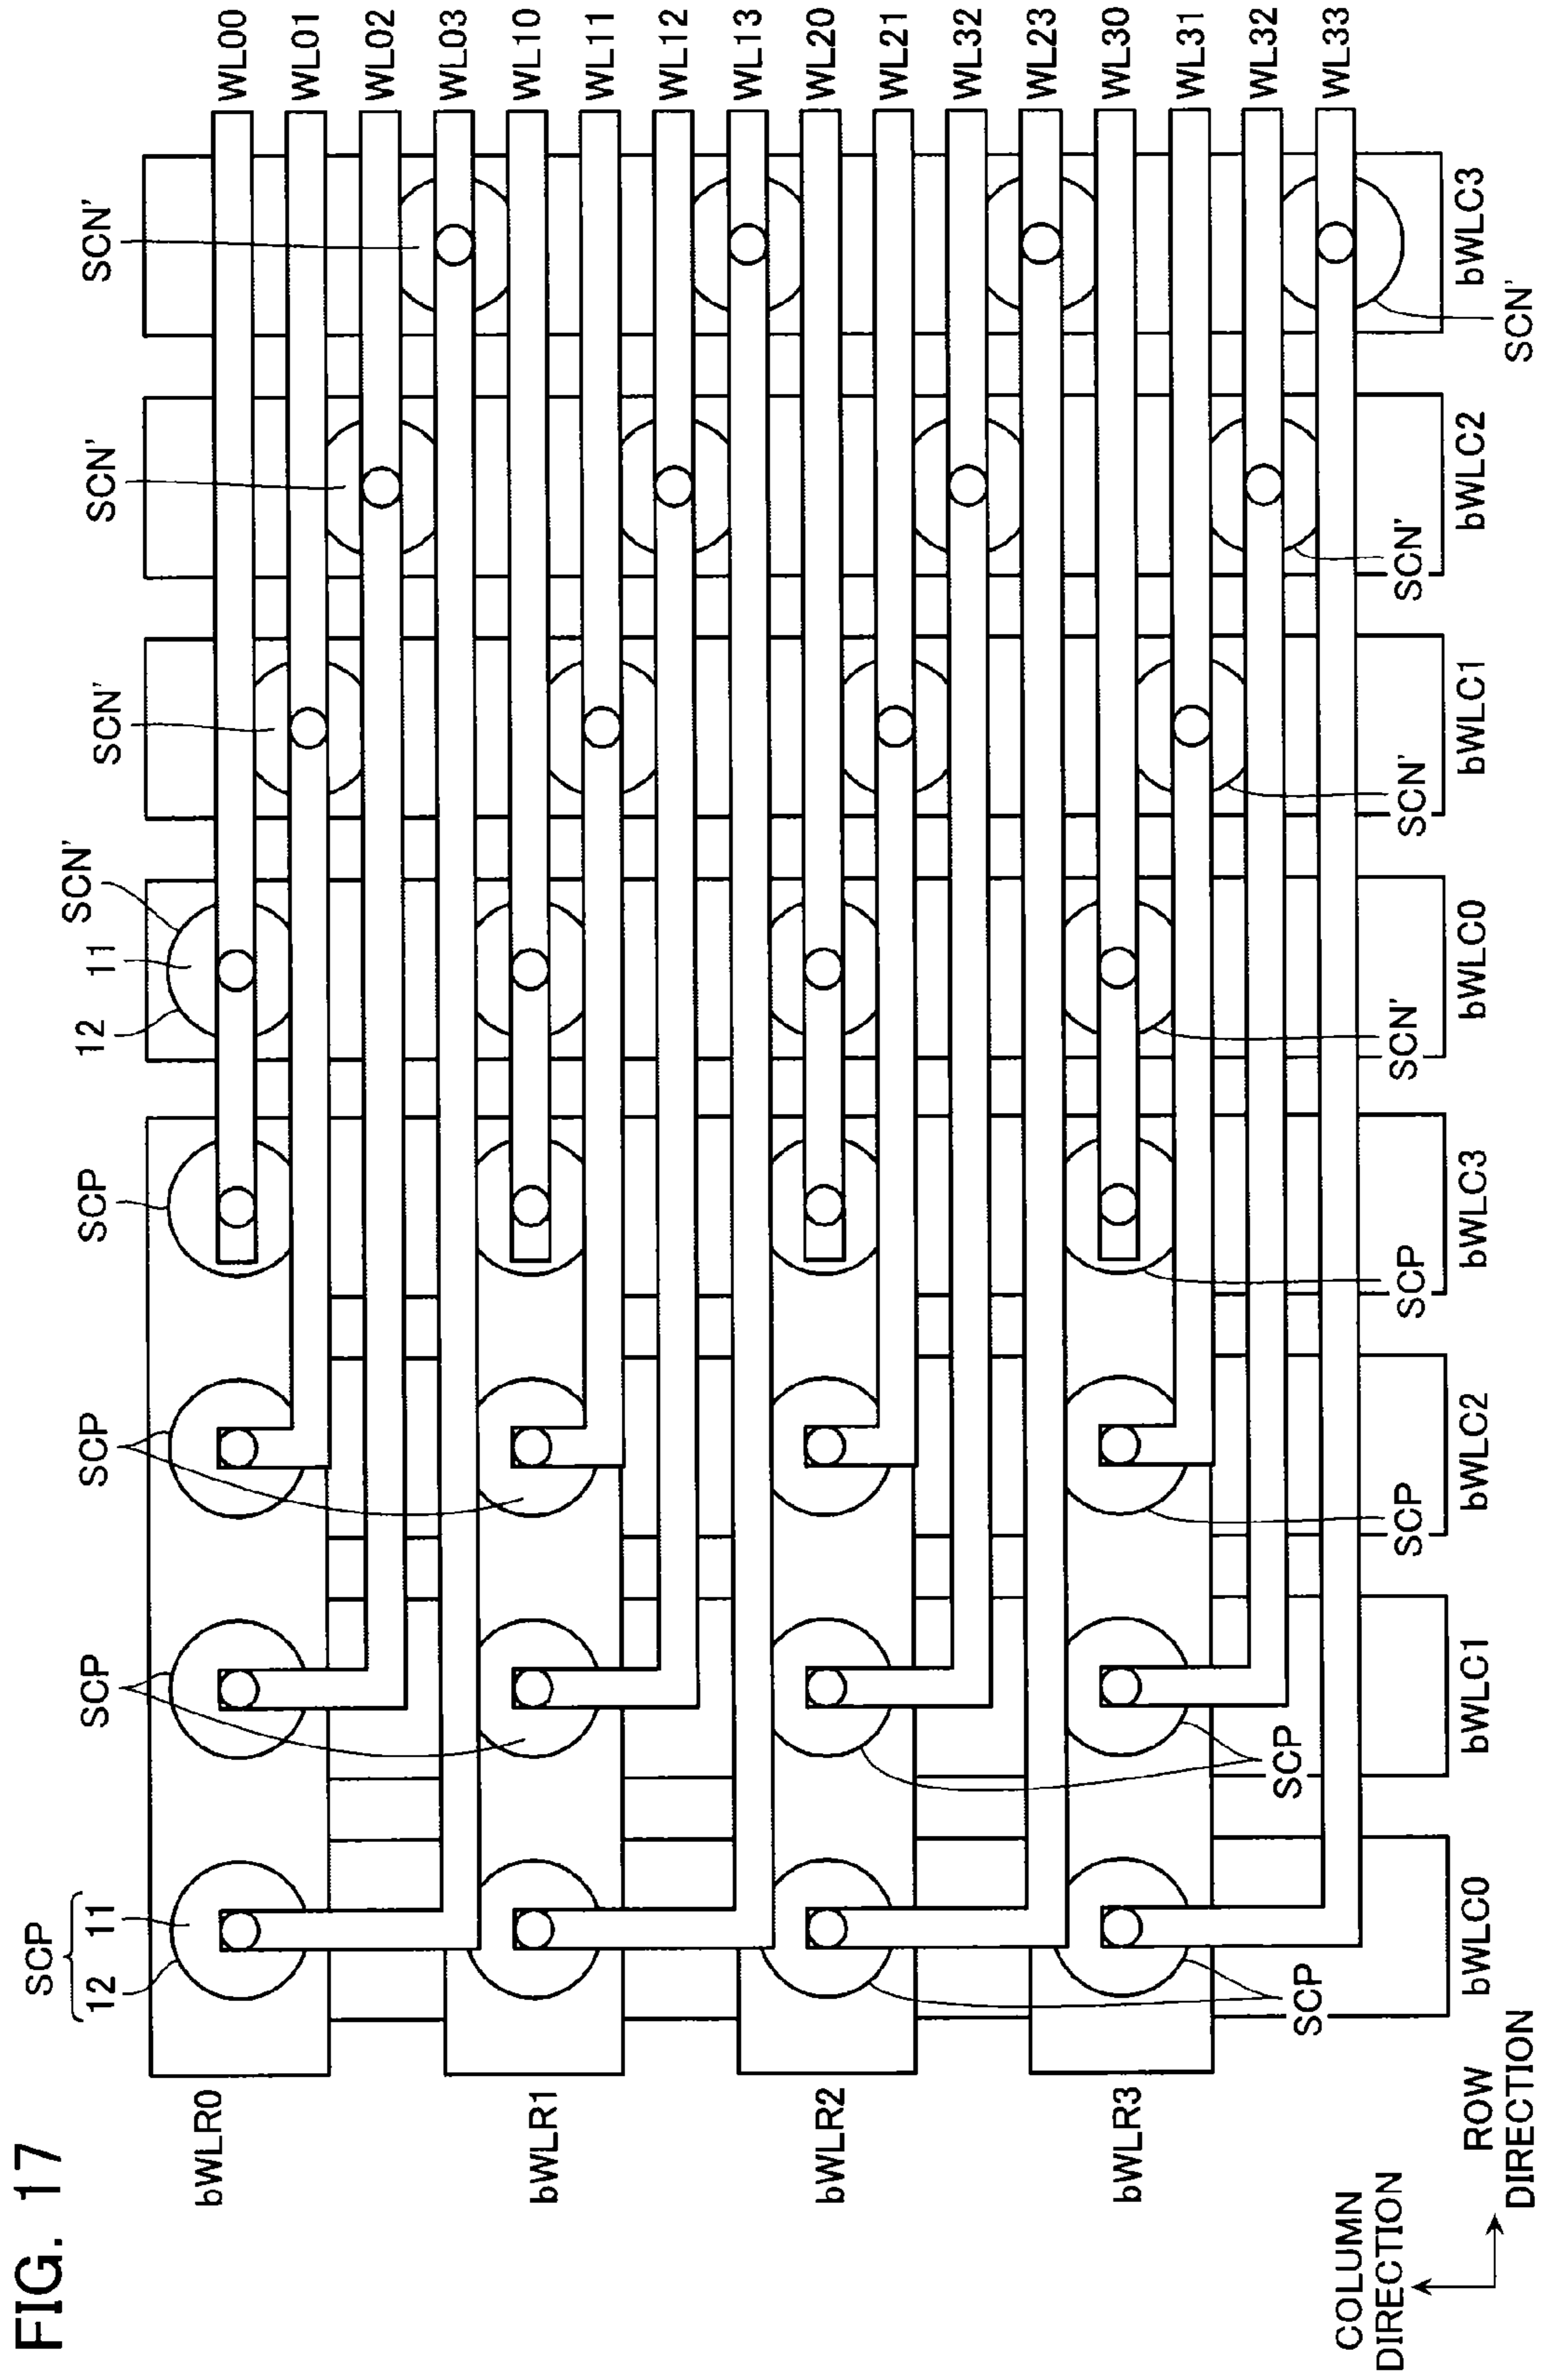 FIG. 17
SCP
12 11
SCP
SCP
SCP
12 11 SCN'
SCN'
SCN'
SCN'
bWLR0
WL00
WL01
WL02
WL03
bWLR1
WL10
WL11
WL12
WL13
bWLR2
WL20
WL21
WL32
WL23
bWLR3
WL30
WL31
WL32
WL33
SCP
SCP
SCP
SCP
SCN'
SCN'
SCN'
SCN'
bWLC0
bWLC1
bWLC2
bWLC3
bWLC0
bWLC1
bWLC2
bWLC3
COLUMN
DIRECTION
ROW
DIRECTION